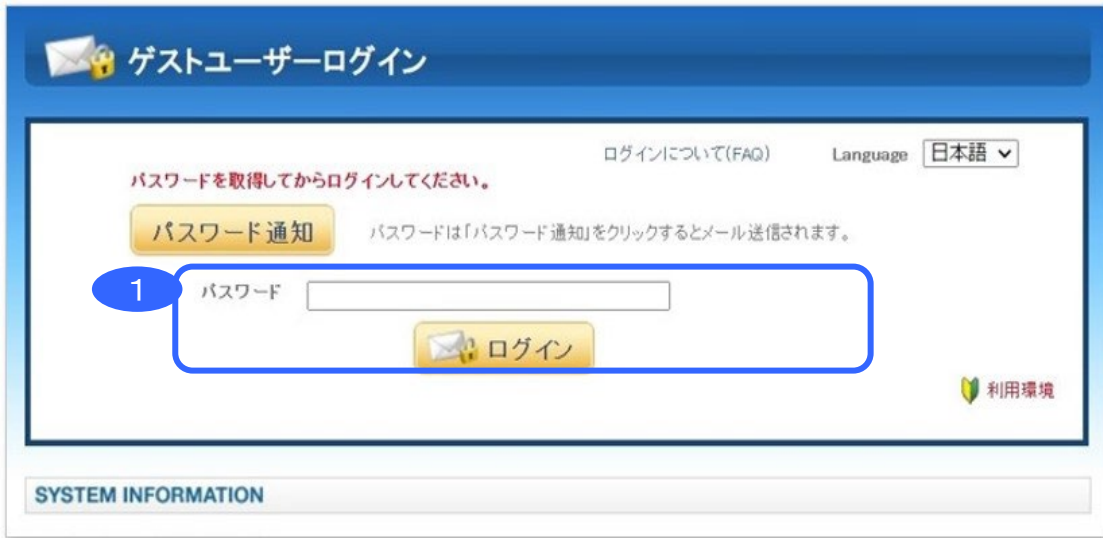 ゲストユーザーログイン
ログインについて(FAQ) Language 日本語
パスワードを取得してからログインしてください。
パスワード通知 パスワードは「パスワード通知」をクリックするとメール送信されます。
1 パスワード
ログイン
利用環境
SYSTEM INFORMATION